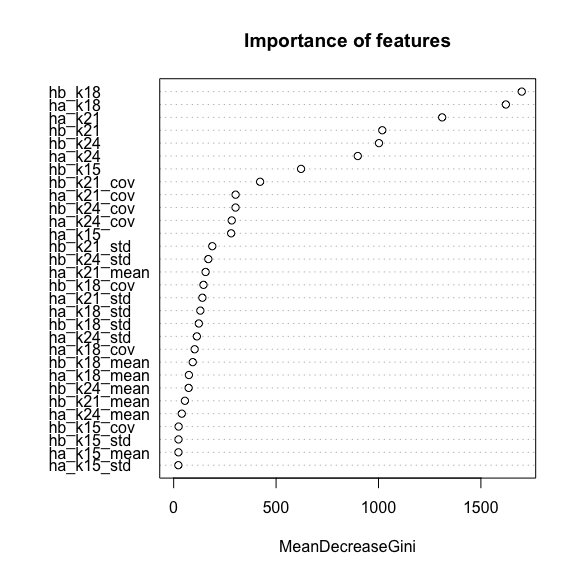 Importance of features
hb_k18
ha_k18
ha_k21
hb_k21
hb_k24
ha_k24
hb_k15
hb_k21_cov
ha_k21_cov
hb_k24_cov
ha_k24_cov
ha_k15
hb_k21_std
hb_k24_std
ha_k21_mean
hb_k18_cov
ha_k21_std
ha_k18_std
hb_k18_std
ha_k24_std
ha_k18_cov
hb_k18_mean
ha_k18_mean
hb_k24_mean
hb_k21_mean
ha_k24_mean
hb_k15_cov
hb_k15_std
ha_k15_mean
ha_k15_std
0 500 1000 1500
MeanDecreaseGini